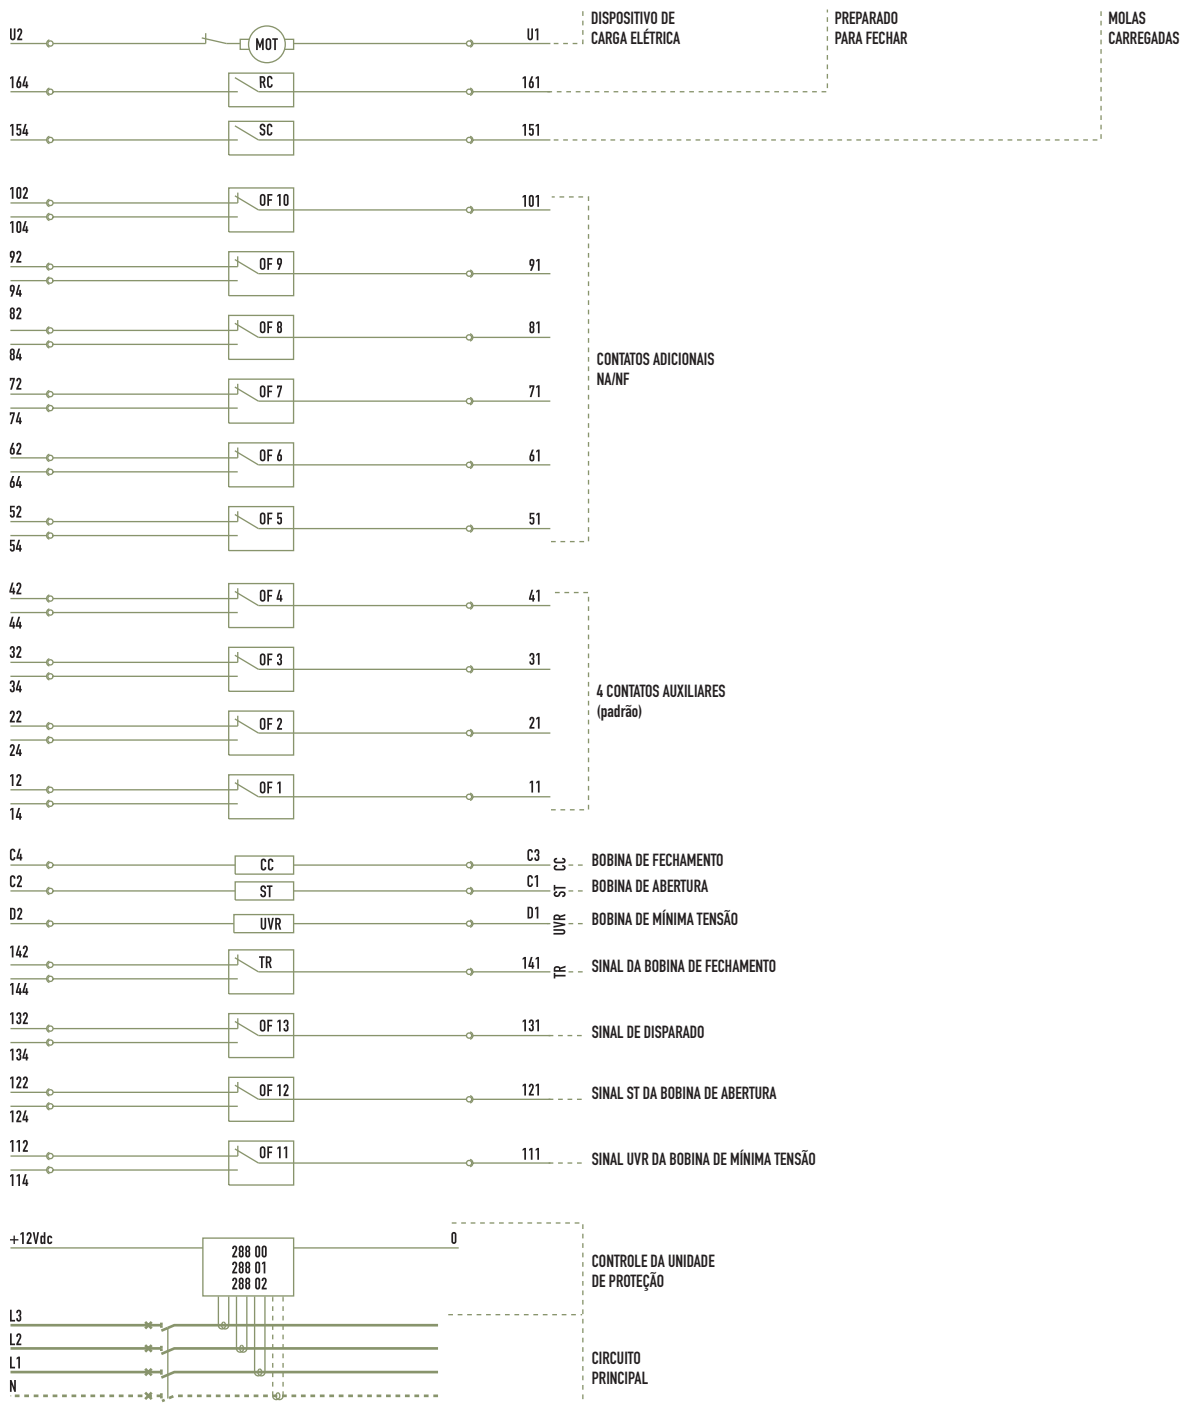 U2 MOT U1 DISPOSITIVO DE PREPARADO MOLAS
CARGA ELÉTRICA PARA FECHAR CARREGADAS
164 RC 161
154 SC 151
102 OF 10 101
104
92 OF 9 91
94
82 OF 8 81
84
CONTATOS ADICIONAIS
NA/NF
72 OF 7 71
74
62 OF 6 61
64
52 OF 5 51
54
42 OF 4 41
44
32 OF 3 31
34
4 CONTATOS AUXILIARES
(padrão)
22 OF 2 21
24
12 OF 1 11
14
C4 CC C3 CC BOBINA DE FECHAMENTO
C2 ST C1 ST BOBINA DE ABERTURA
D2 UVR D1 UVR BOBINA DE MÍNIMA TENSÃO
142 TR 141 TR SINAL DA BOBINA DE FECHAMENTO
144
132 OF 13 131 SINAL DE DISPARADO
134
122 OF 12 121 SINAL ST DA BOBINA DE ABERTURA
124
112 OF 11 111 SINAL UVR DA BOBINA DE MÍNIMA TENSÃO
114
+12Vdc 0
288 00
288 01
288 02
CONTROLE DA UNIDADE
DE PROTEÇÃO
L3
L2
L1
N
CIRCUITO
PRINCIPAL